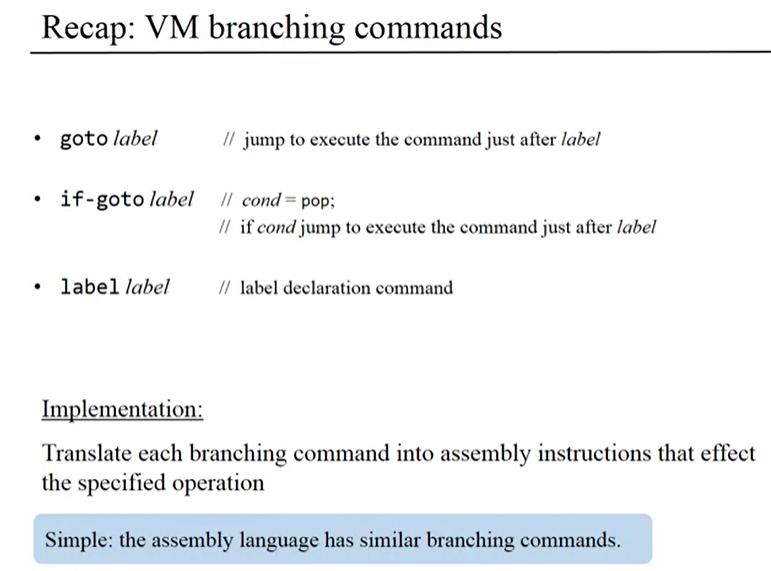 Recap: VM branching commands
• goto label // jump to execute the command just after label
• if-goto label // cond = pop;
// if cond jump to execute the command just after label
• label label // label declaration command
Implementation:
Translate each branching command into assembly instructions that effect
the specified operation
Simple: the assembly language has similar branching commands.